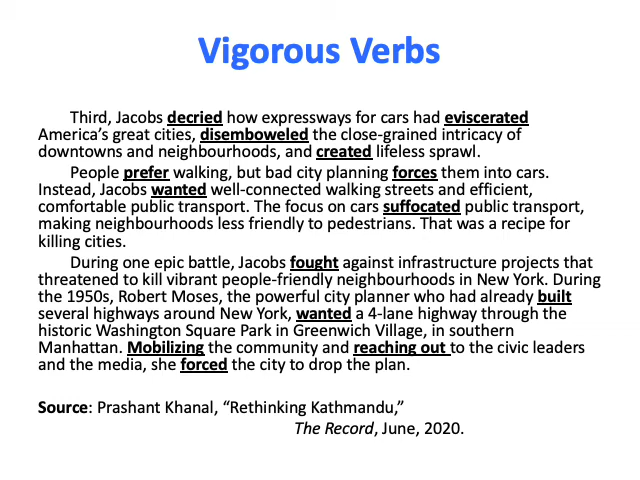 Vigorous Verbs
Third, Jacobs decried how expressways for cars had eviscerated
America’s great cities, disemboweled the close-grained intricacy of
downtowns and neighbourhoods, and created lifeless sprawl.
People prefer walking, but bad city planning forces them into cars.
Instead, Jacobs wanted well-connected walking streets and efficient,
comfortable public transport. The focus on cars suffocated public transport,
making neighbourhoods less friendly to pedestrians. That was a recipe for
killing cities.
During one epic battle, Jacobs fought against infrastructure projects that
threatened to kill vibrant people-friendly neighbourhoods in New York. During
the 1950s, Robert Moses, the powerful city planner who had already built
several highways around New York, wanted a 4-lane highway through the
historic Washington Square Park in Greenwich Village, in southern
Manhattan. Mobilizing the community and reaching out to the civic leaders
and the media, she forced the city to drop the plan.
Source: Prashant Khanal, “Rethinking Kathmandu,”
The Record, June, 2020.